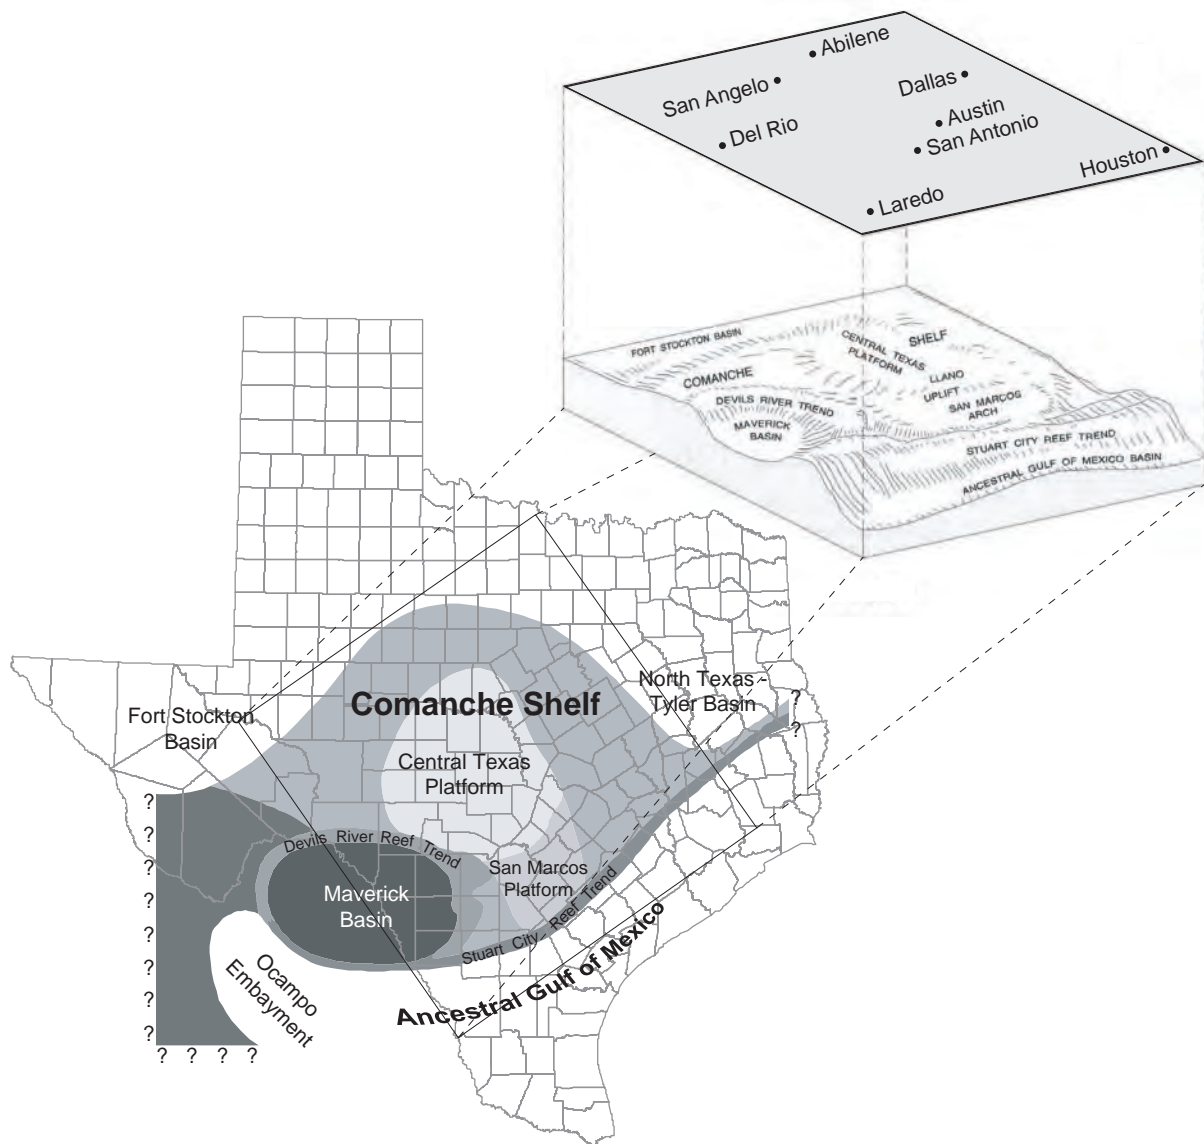 Abilene
San Angelo
Dallas
Austin
Del Rio
San Antonio
Houston
Laredo
FORT STOCKTON BASIN
SHELF
CENTRAL TEXAS
PLATFORM
COMANCHE
LLANO
UPLIFT
DEVILS RIVER TREND
SAN MARCOS
ARCH
MAVERICK
BASIN
STUART CITY REEF TREND
ANCESTRAL GULF OF MEXICO BASIN
North Texas -
Tyler Basin
?
?
Comanche Shelf
Fort Stockton
Basin
Central Texas
Platform
Devils River Reef Trend
San Marcos
Platform
Maverick
Basin
Stuart City Reef Trend
Ancestral Gulf of Mexico
Ocampo
Embayment
?
?
?
?
?
?
?
?
? ? ? ?